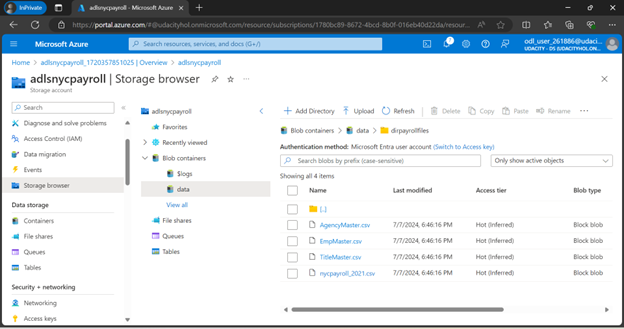 InPrivate
adlsnycpayroll - Microsoft Azure
https://portal.azure.com/#@udacityhol.onmicrosoft.com/resource/subscriptions/1780bc89-8672-4bcd-8b0f-016eb40d22da/resour...
Microsoft Azure
Search resources, services, and docs (G+/)
odl_user_261886@udaci...
UDACITY - DS (UDACITYHOL.ON...
Home > adlsnycpayroll_1720357851025 | Overview > adlsnycpayroll
adlsnycpayroll | Storage browser
Storage account
Search
Diagnose and solve problems
Access Control (IAM)
Data migration
Events
Storage browser
Data storage
Containers
File shares
Queues
Tables
Security + networking
Networking
Access keys
adlsnycpayroll
Favorites
Recently viewed
Blob containers
$logs
data
View all
File shares
Queues
Tables
Add Directory Upload Refresh Delete Copy Paste Rename
Blob containers > data > dirpayrollfiles
Authentication method: Microsoft Entra user account (Switch to Access key)
Search blobs by prefix (case-sensitive)
Only show active objects
Showing all 4 items
Name Last modified Access tier Blob type
[..]
AgencyMaster.csv 7/7/2024, 6:46:16 PM Hot (Inferred) Block blob
EmpMaster.csv 7/7/2024, 6:46:16 PM Hot (Inferred) Block blob
TitleMaster.csv 7/7/2024, 6:46:16 PM Hot (Inferred) Block blob
nycpayroll_2021.csv 7/7/2024, 6:46:16 PM Hot (Inferred) Block blob